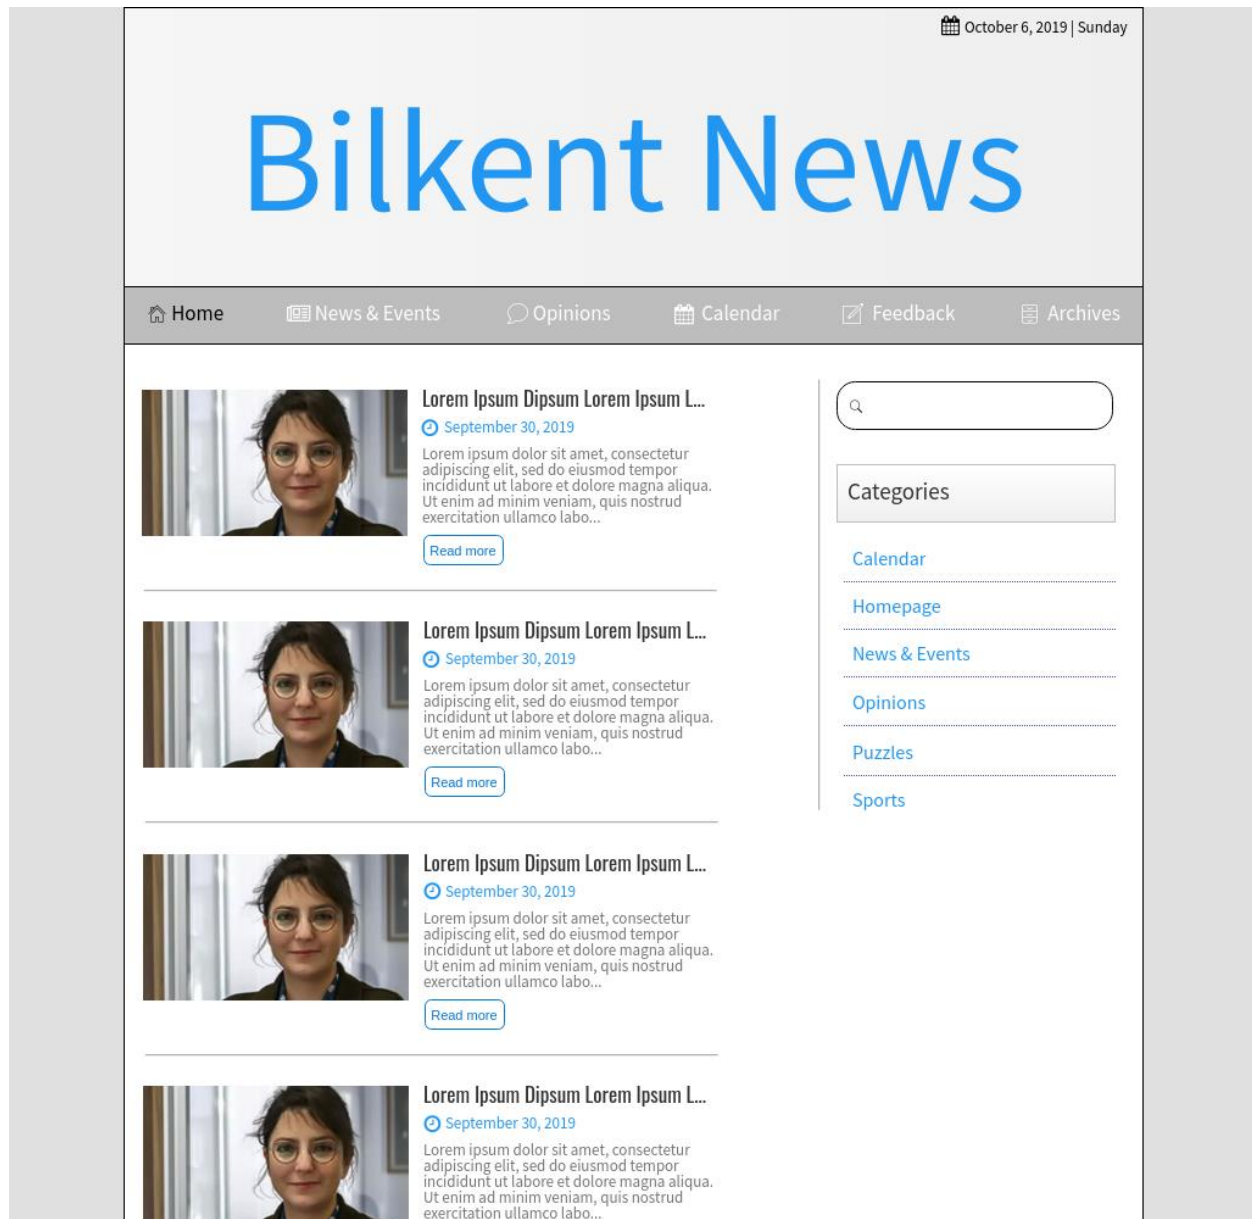 October 6, 2019 | Sunday
Bilkent News
Home
News & Events
Opinions
Calendar
Feedback
Archives
Lorem Ipsum Dipsum Lorem Ipsum L...
September 30, 2019
Lorem ipsum dolor sit amet, consectetur
adipiscing elit, sed do eiusmod tempor
incididunt ut labore et dolore magna aliqua.
Ut enim ad minim veniam, quis nostrud
exercitation ullamco labo...
Read more
Lorem Ipsum Dipsum Lorem Ipsum L...
September 30, 2019
Lorem ipsum dolor sit amet, consectetur
adipiscing elit, sed do eiusmod tempor
incididunt ut labore et dolore magna aliqua.
Ut enim ad minim veniam, quis nostrud
exercitation ullamco labo...
Read more
Lorem Ipsum Dipsum Lorem Ipsum L...
September 30, 2019
Lorem ipsum dolor sit amet, consectetur
adipiscing elit, sed do eiusmod tempor
incididunt ut labore et dolore magna aliqua.
Ut enim ad minim veniam, quis nostrud
exercitation ullamco labo...
Read more
Lorem Ipsum Dipsum Lorem Ipsum L...
September 30, 2019
Lorem ipsum dolor sit amet, consectetur
adipiscing elit, sed do eiusmod tempor
incididunt ut labore et dolore magna aliqua.
Ut enim ad minim veniam, quis nostrud
exercitation ullamco labo...
Categories
Calendar
Homepage
News & Events
Opinions
Puzzles
Sports